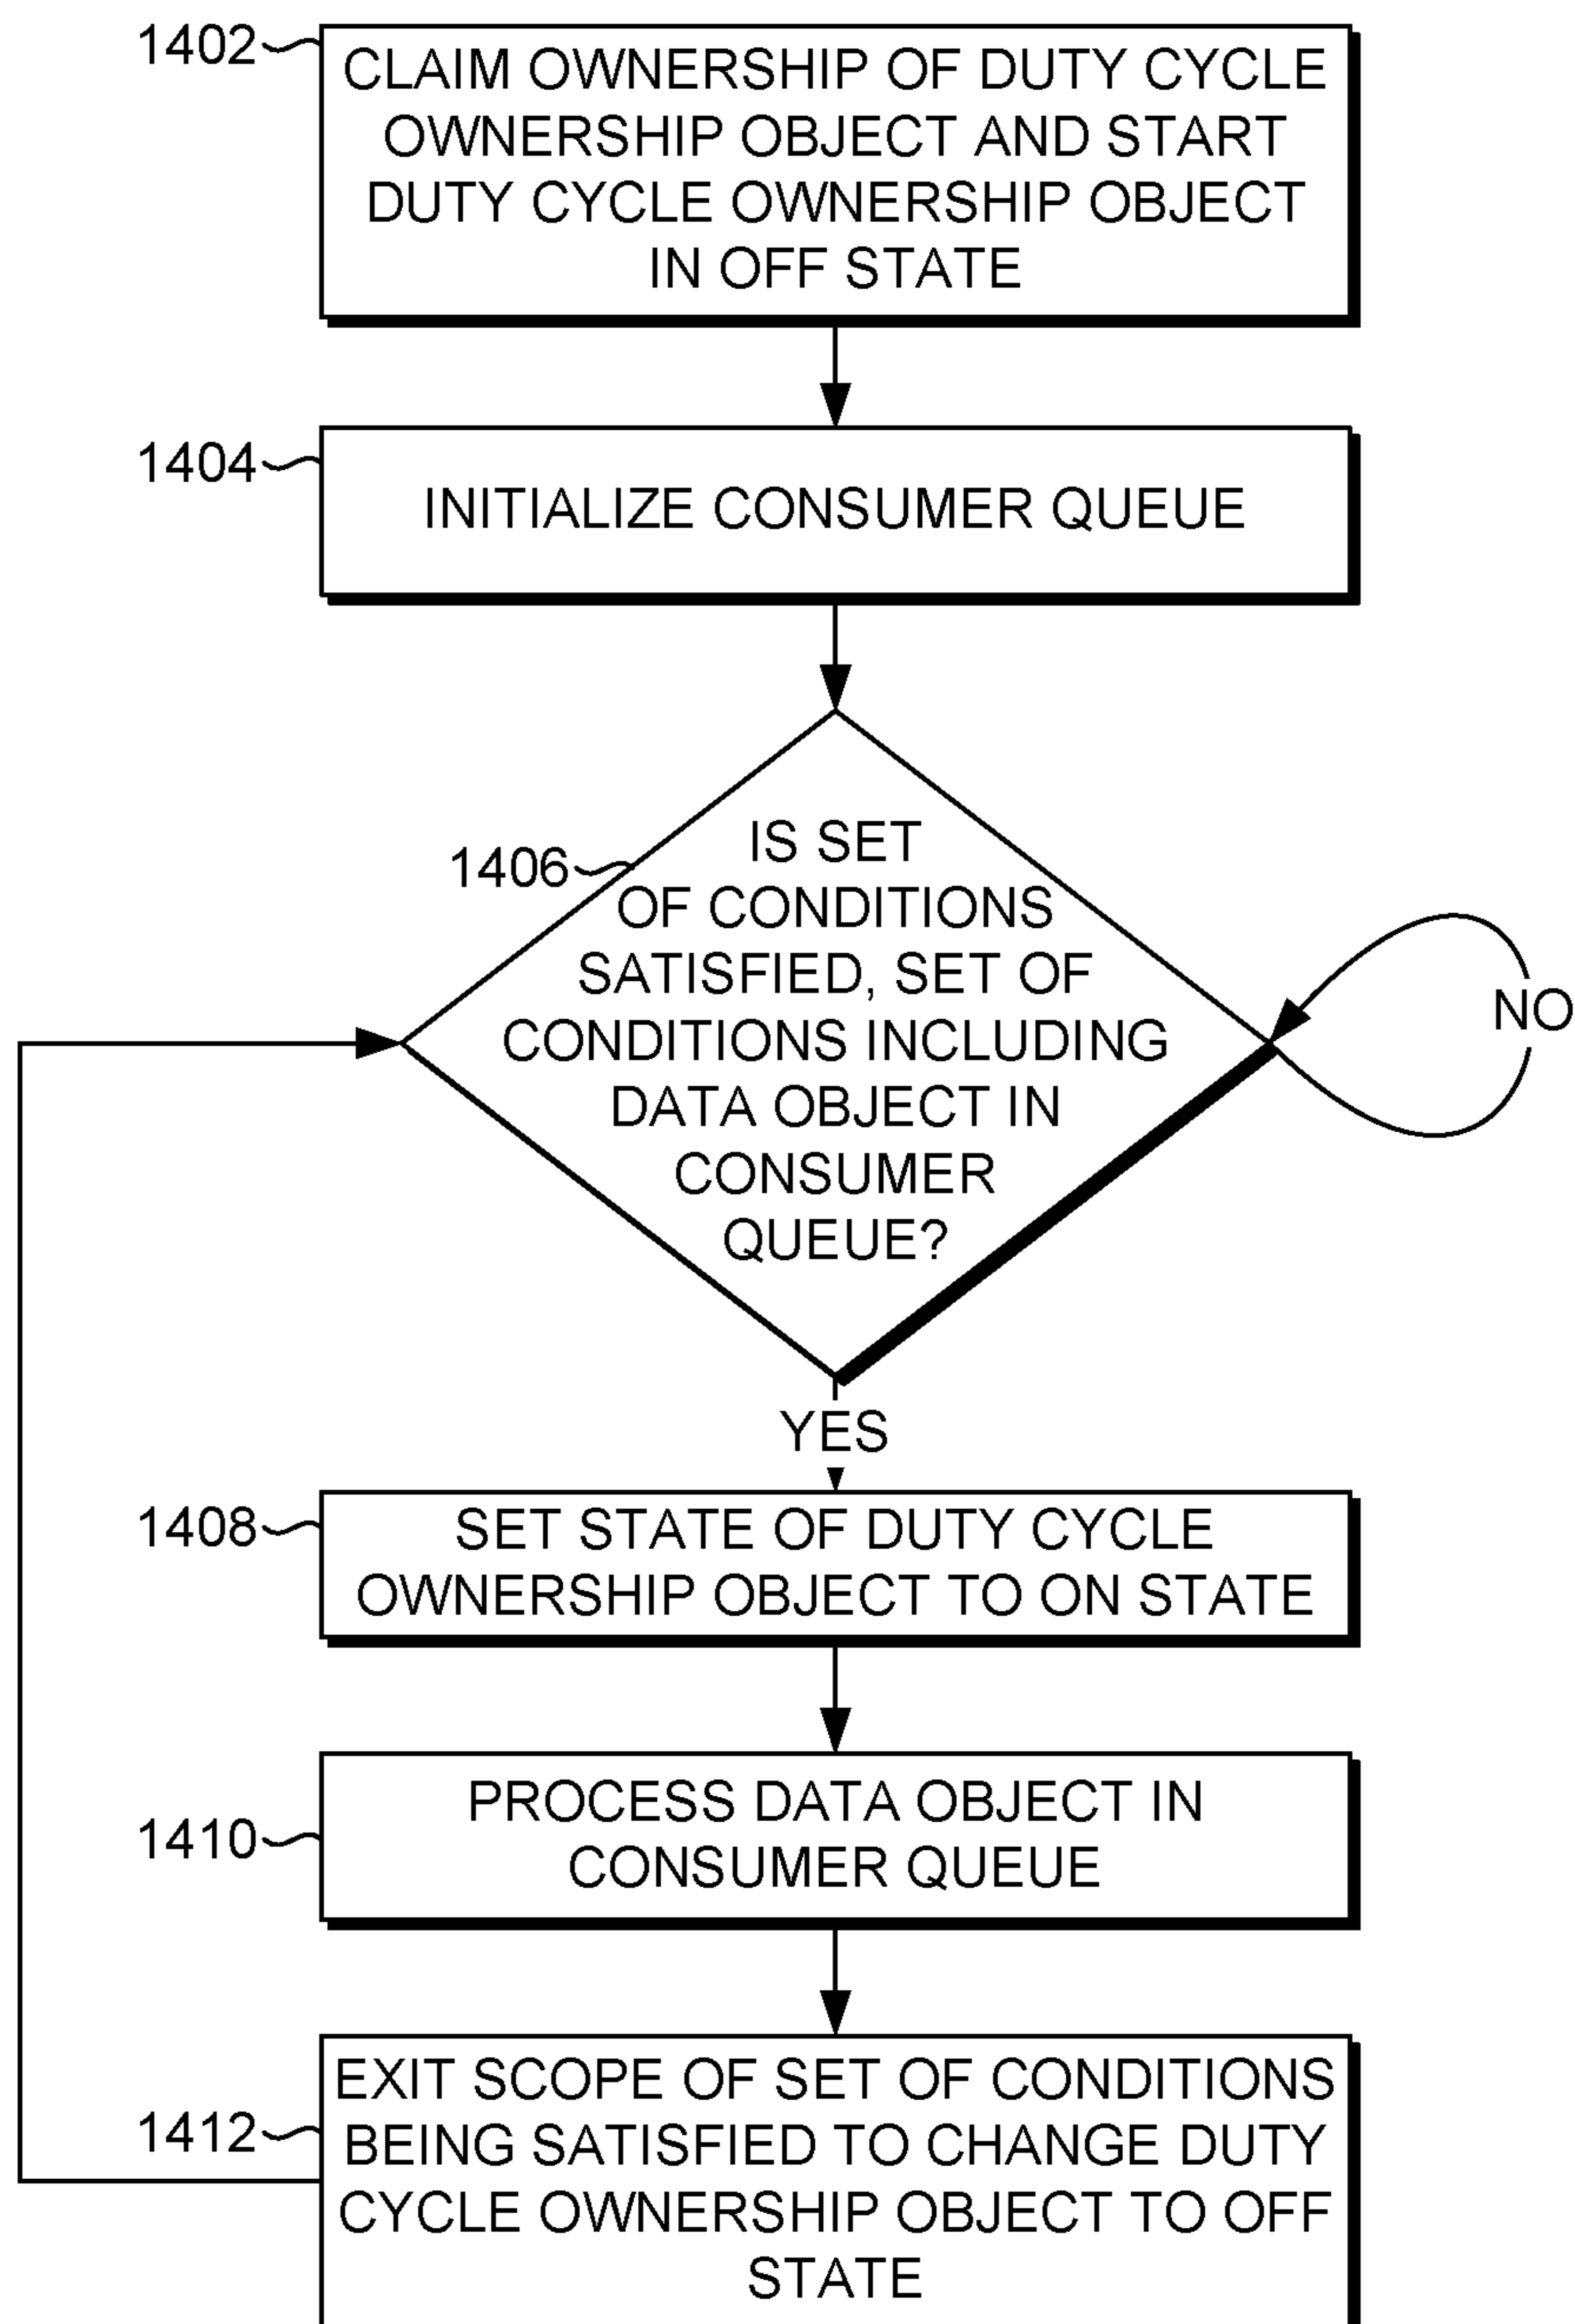 1402
CLAIM OWNERSHIP OF DUTY CYCLE
OWNERSHIP OBJECT AND START
DUTY CYCLE OWNERSHIP OBJECT
IN OFF STATE
1404
INITIALIZE CONSUMER QUEUE
1406
IS SET
OF CONDITIONS
SATISFIED, SET OF
CONDITIONS INCLUDING
DATA OBJECT IN
CONSUMER
QUEUE?
NO
YES
1408
SET STATE OF DUTY CYCLE
OWNERSHIP OBJECT TO ON STATE
1410
PROCESS DATA OBJECT IN
CONSUMER QUEUE
1412
EXIT SCOPE OF SET OF CONDITIONS
BEING SATISFIED TO CHANGE DUTY
CYCLE OWNERSHIP OBJECT TO OFF
STATE